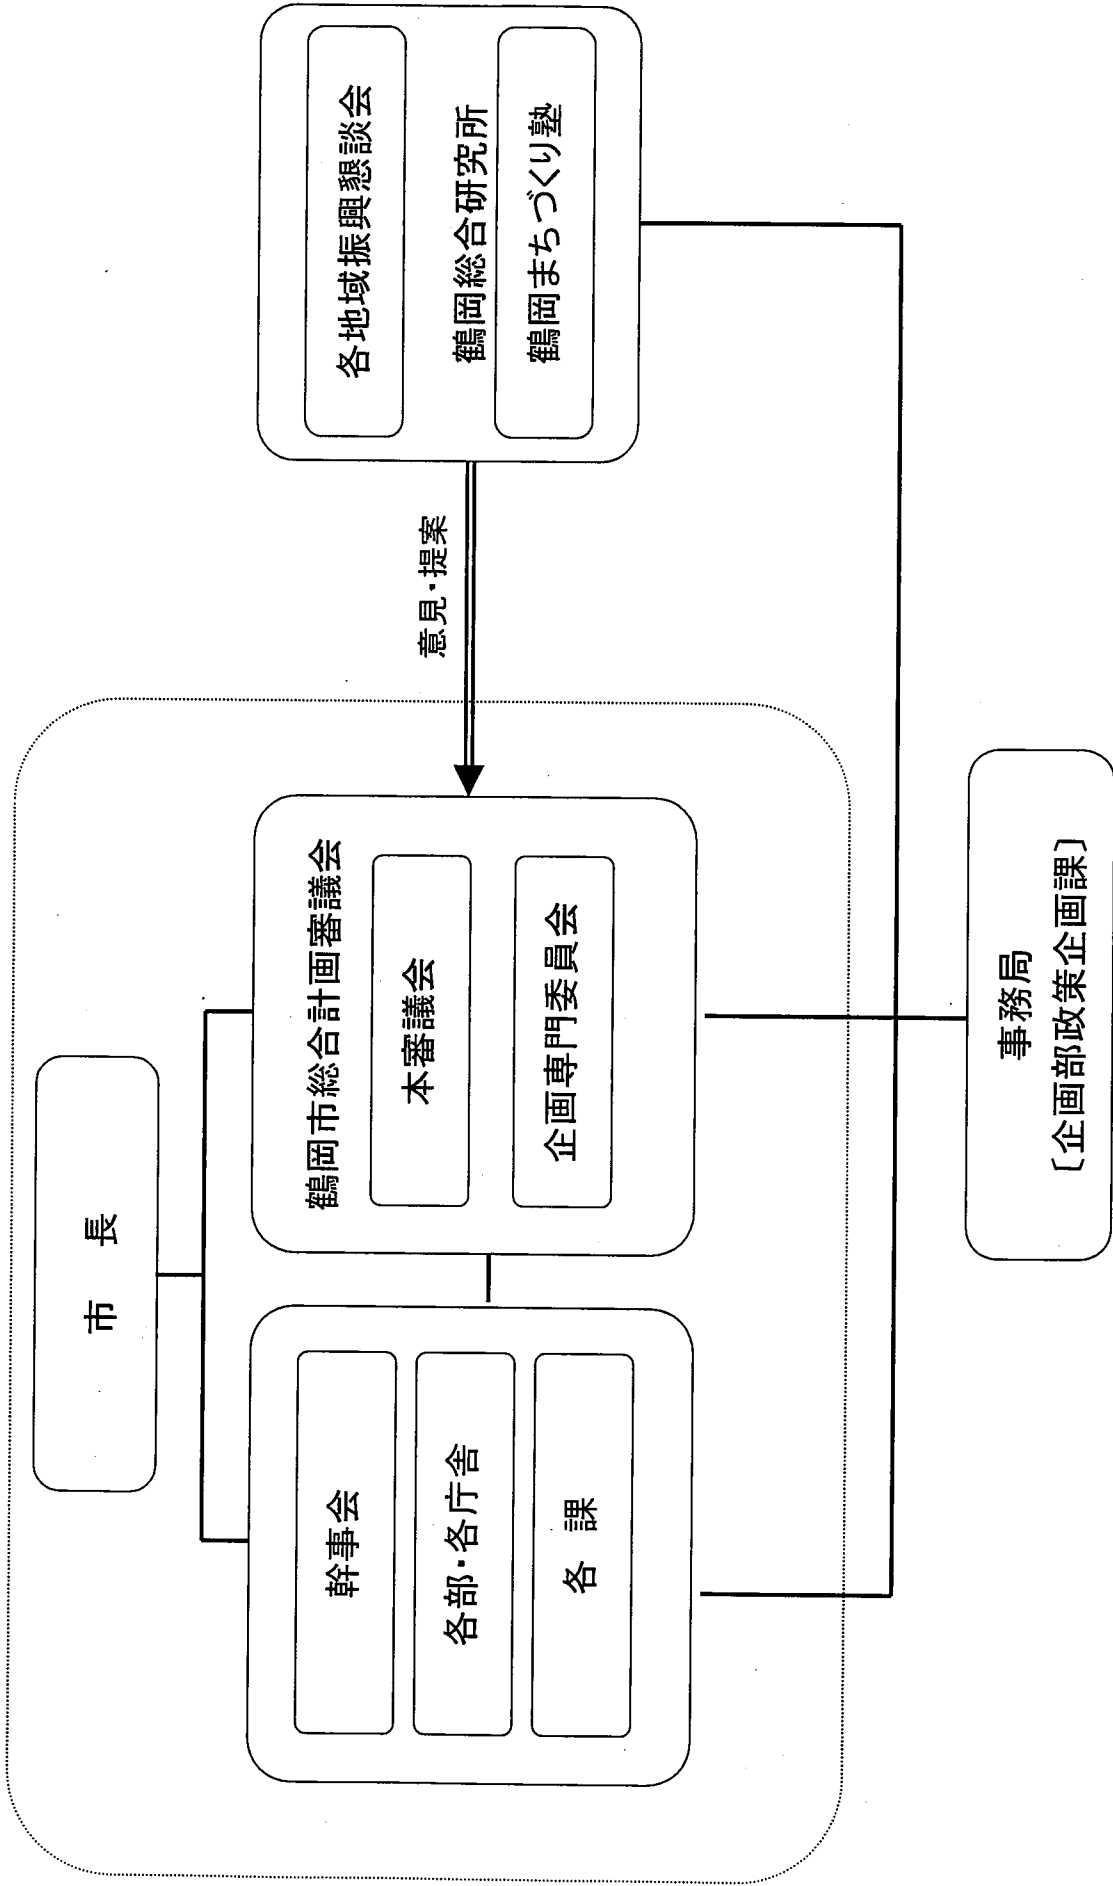 市　長
幹事会
各部・各庁舎
各　課
鶴岡市総合計画審議会
本審議会
企画専門委員会
意見・提案
各地域振興懇談会
鶴岡総合研究所
鶴岡まちづくり塾
事務局
〔企画部政策企画課〕